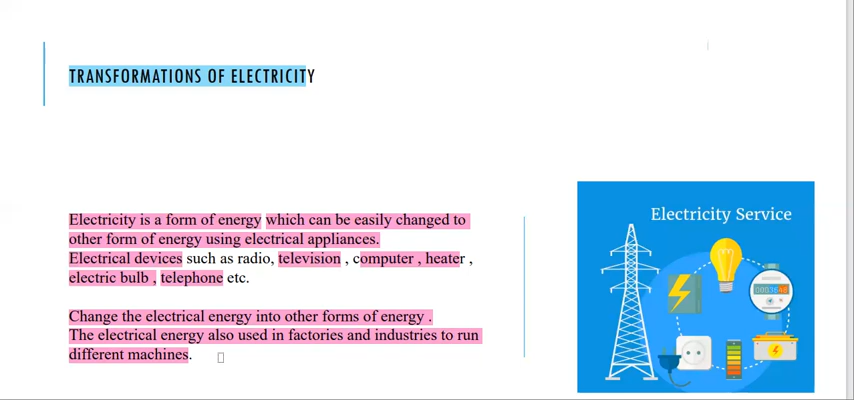 TRANSFORMATIONS OF ELECTRICITY
Electricity is a form of energy which can be easily changed to
other form of energy using electrical appliances.
Electrical devices such as radio, television , computer , heater ,
electric bulb , telephone etc.
Change the electrical energy into other forms of energy .
The electrical energy also used in factories and industries to run
different machines.
Electricity Service